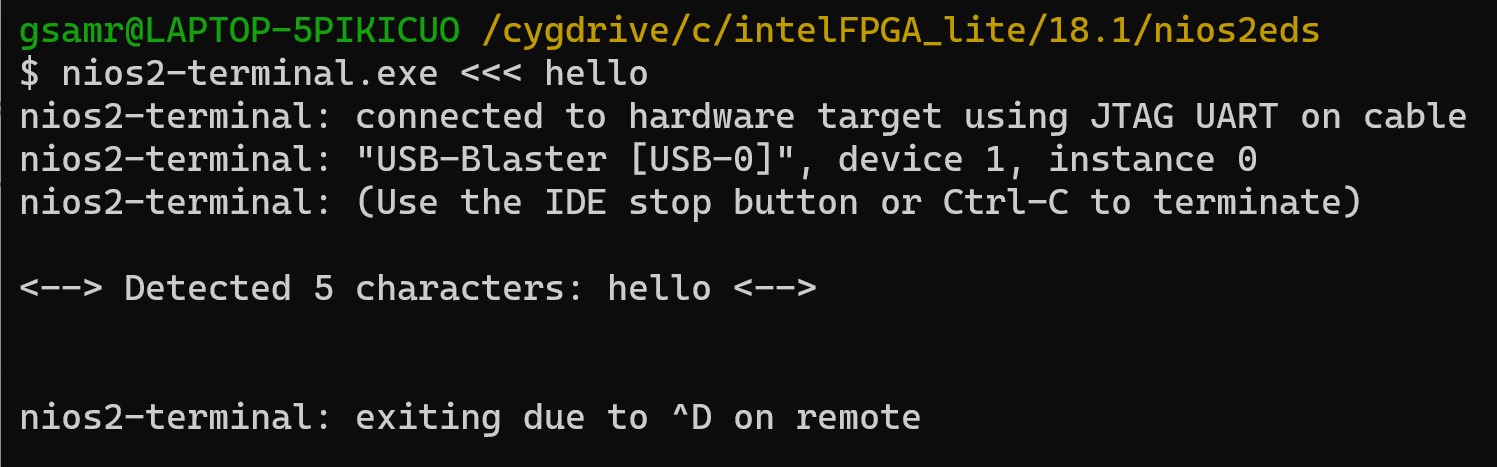 gsamr@LAPTOP-5PIKICUO /cygdrive/c/intelFPGA_lite/18.1/nios2eds
$ nios2-terminal.exe <<< hello
nios2-terminal: connected to hardware target using JTAG UART on cable
nios2-terminal: "USB-Blaster [USB-0]", device 1, instance 0
nios2-terminal: (Use the IDE stop button or Ctrl-C to terminate)
<--> Detected 5 characters: hello <-->
nios2-terminal: exiting due to ^D on remote